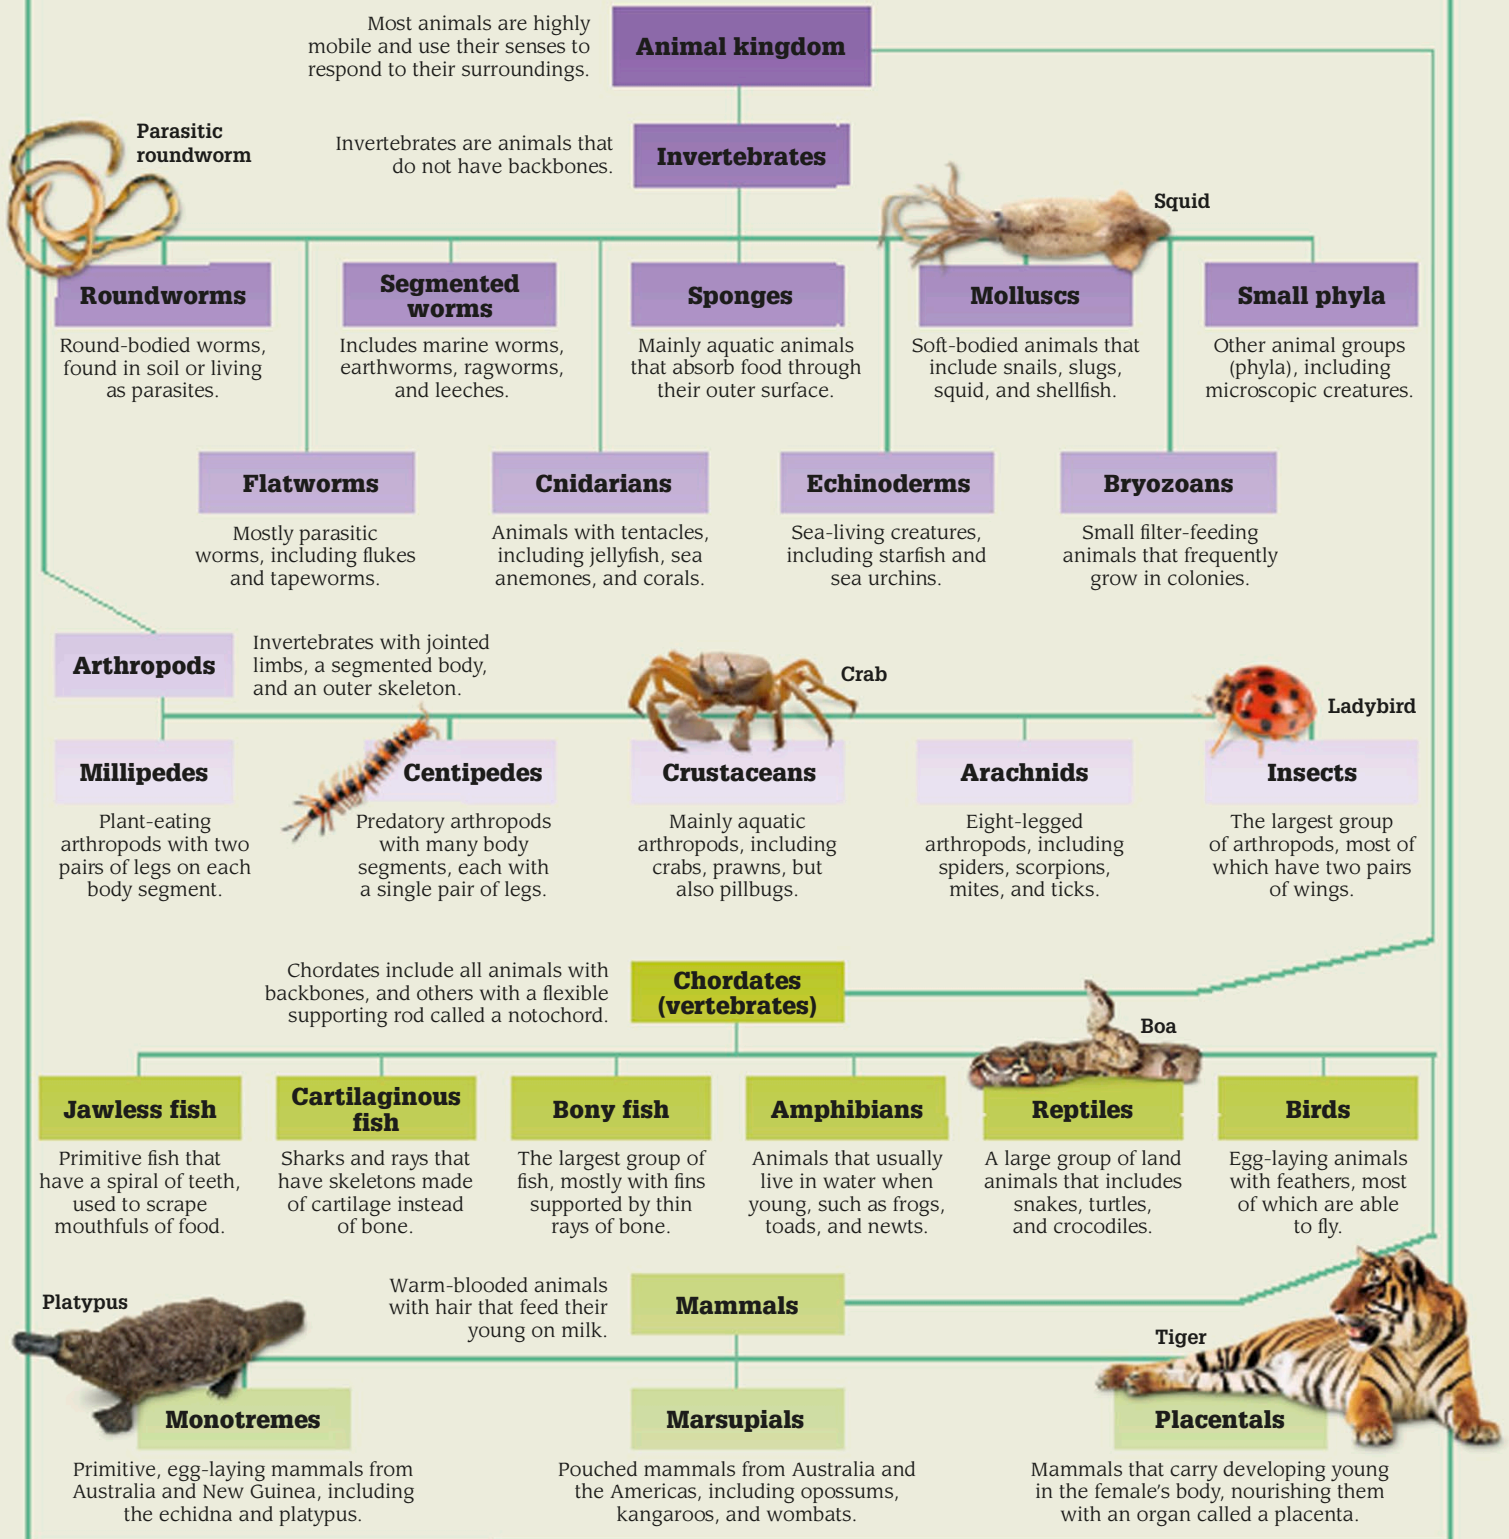 Most animals are highly
mobile and use their senses to
respond to their surroundings.
Animal kingdom
Parasitic
roundworm
Invertebrates are animals that
do not have backbones.
Invertebrates
Squid
Roundworms
Round-bodied worms,
found in soil or living
as parasites.
Segmented
worms
Includes marine worms,
earthworms, ragworms,
and leeches.
Sponges
Mainly aquatic animals
that absorb food through
their outer surface.
Molluscs
Soft-bodied animals that
include snails, slugs,
squid, and shellfish.
Small phyla
Other animal groups
(phyla), including
microscopic creatures.
Flatworms
Mostly parasitic
worms, including flukes
and tapeworms.
Cnidarians
Animals with tentacles,
including jellyfish, sea
anemones, and corals.
Echinoderms
Sea-living creatures,
including starfish and
sea urchins.
Bryozoans
Small filter-feeding
animals that frequently
grow in colonies.
Arthropods
Invertebrates with jointed
limbs, a segmented body,
and an outer skeleton.
Crab
Ladybird
Millipedes
Plant-eating
arthropods with two
pairs of legs on each
body segment.
Centipedes
Predatory arthropods
with many body
segments, each with
a single pair of legs.
Crustaceans
Mainly aquatic
arthropods, including
crabs, prawns, but
also pillbugs.
Arachnids
Eight-legged
arthropods, including
spiders, scorpions,
mites, and ticks.
Insects
The largest group
of arthropods, most of
which have two pairs
of wings.
Chordates include all animals with
backbones, and others with a flexible
supporting rod called a notochord.
Chordates
(vertebrates)
Boa
Jawless fish
Primitive fish that
have a spiral of teeth,
used to scrape
mouthfuls of food.
Cartilaginous
fish
Sharks and rays that
have skeletons made
of cartilage instead
of bone.
Bony fish
The largest group of
fish, mostly with fins
supported by thin
rays of bone.
Amphibians
Animals that usually
live in water when
young, such as frogs,
toads, and newts.
Reptiles
A large group of land
animals that includes
snakes, turtles,
and crocodiles.
Birds
Egg-laying animals
with feathers, most
of which are able
to fly.
Platypus
Warm-blooded animals
with hair that feed their
young on milk.
Mammals
Tiger
Monotremes
Primitive, egg-laying mammals from
Australia and New Guinea, including
the echidna and platypus.
Marsupials
Pouched mammals from Australia and
the Americas, including opossums,
kangaroos, and wombats.
Placentals
Mammals that carry developing young
in the female's body, nourishing them
with an organ called a placenta.